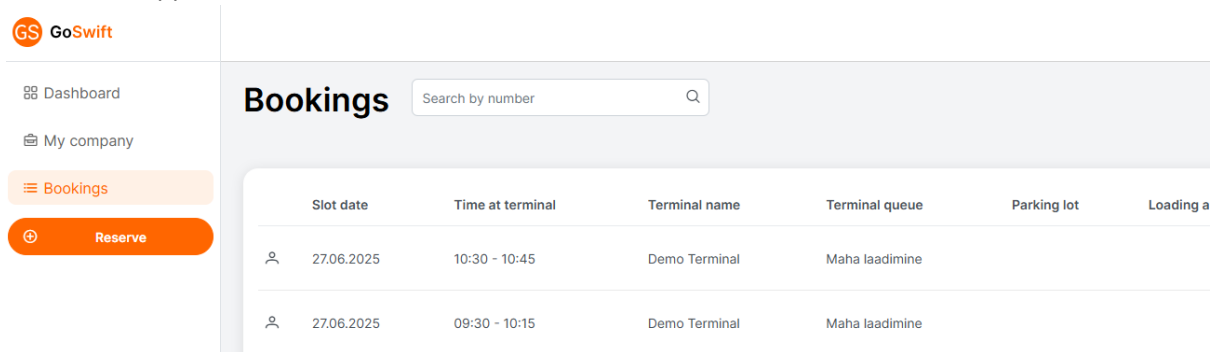 GS GoSwift
Dashboard
My company
Bookings
Reserve
Bookings
Search by number
Slot date Time at terminal Terminal name Terminal queue Parking lot Loading a
27.06.2025 10:30 - 10:45 Demo Terminal Maha laadimine
27.06.2025 09:30 - 10:15 Demo Terminal Maha laadimine